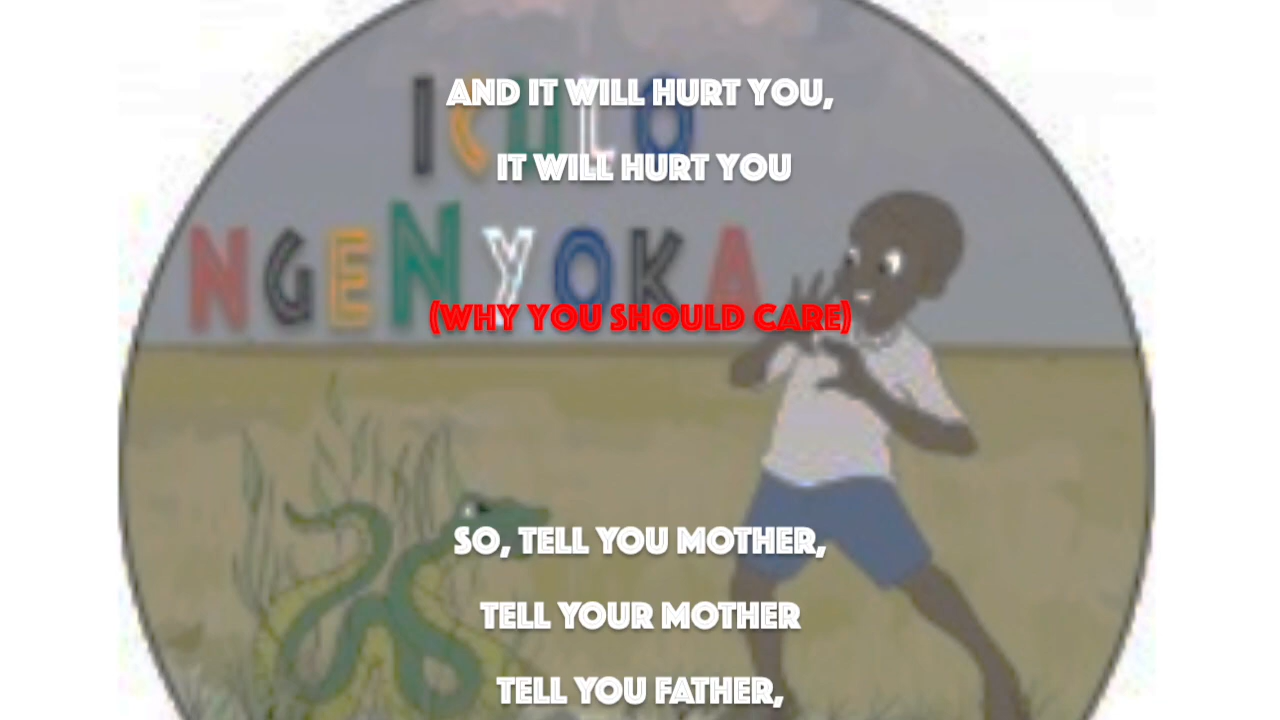 AND IT WILL HURT YOU,
ICULO
IT WILL HURT YOU
NGENYOKA
(WHY YOU SHOULD CARE)
SO, TELL YOU MOTHER,
TELL YOUR MOTHER
TELL YOU FATHER,